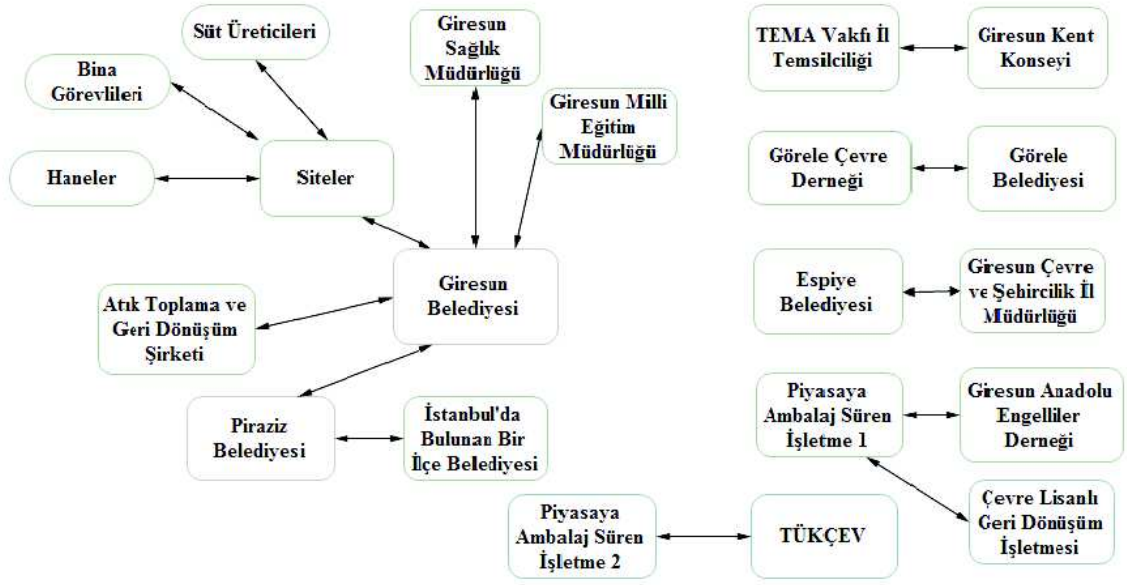 Süt Üreticileri
Bina
Görevlileri
Haneler
Siteler
Giresun
Sağlık
Müdürlüğü
Giresun Milli
Eğitim
Müdürlüğü
Giresun
Belediyesi
Atık Toplama ve
Geri Dönüşüm
Şirketi
Piraziz
Belediyesi
İstanbul'da
Bulunan Bir
İlçe Belediyesi
TEMA Vakfı İl
Temsilciliği
Giresun Kent
Konseyi
Görele Çevre
Derneği
Görele
Belediyesi
Espiye
Belediyesi
Giresun Çevre
ve Şehircilik İl
Müdürlüğü
Piyasaya
Ambalaj Süren
İşletme 1
Giresun Anadolu
Engelliler
Derneği
Çevre Lisanlı
Geri Dönüşüm
İşletmesi
Piyasaya
Ambalaj Süren
İşletme 2
TÜKÇEV